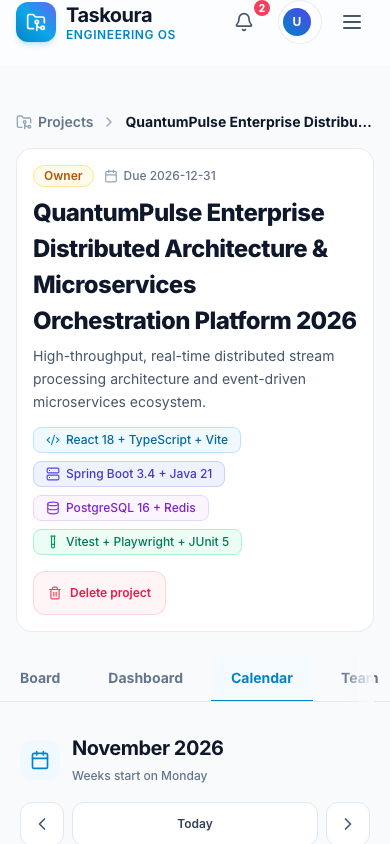 Taskoura
ENGINEERING OS
2
U
Projects
QuantumPulse Enterprise Distribu...
Owner
Due 2026-12-31
QuantumPulse Enterprise
Distributed Architecture &
Microservices
Orchestration Platform 2026
High-throughput, real-time distributed stream
processing architecture and event-driven
microservices ecosystem.
React 18 + TypeScript + Vite
Spring Boot 3.4 + Java 21
PostgreSQL 16 + Redis
Vitest + Playwright + JUnit 5
Delete project
Board Dashboard Calendar Team
November 2026
Weeks start on Monday
Today